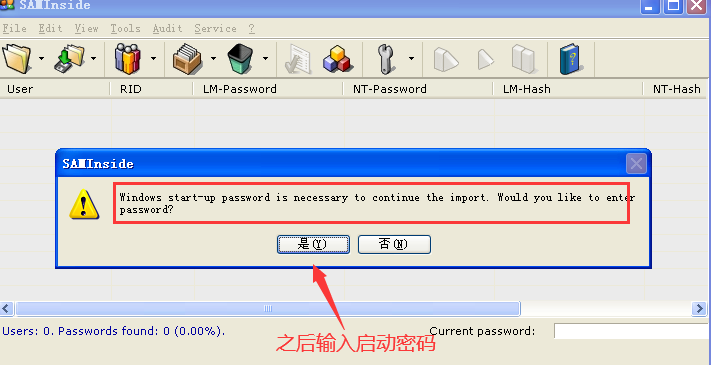 SAMInside
File Edit View Tools Audit Service ?
User RID LM-Password NT-Password LM-Hash NT-Hash
SAMInside
Windows start-up password is necessary to continue the import. Would you like to enter
password?
是(Y) 否(N)
Users: 0. Passwords found: 0 (0.00%). Current password:
之后输入启动密码